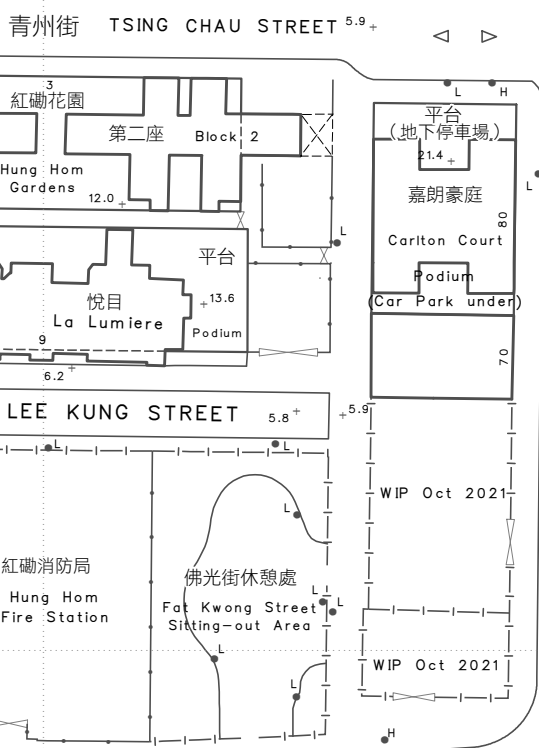 青州街 TSING CHAU STREET 5.9
3
紅磡花園
第二座 Block 2
Hung Hom
Gardens
12.0
L
H
平台
（地下停車場）
21.4
嘉朗豪庭
80
Carlton Court
Podium
(Car Park under)
70
L
L
平台
悅目
13.6
La Lumiere
Podium
9
6.2
LEE KUNG STREET 5.8
5.9
L
L
WIP Oct 2021
L
紅磡消防局
Hung Hom
Fire Station
佛光街休憩處
Fat Kwong Street
Sitting-out Area
L
L
L
L
WIP Oct 2021
H